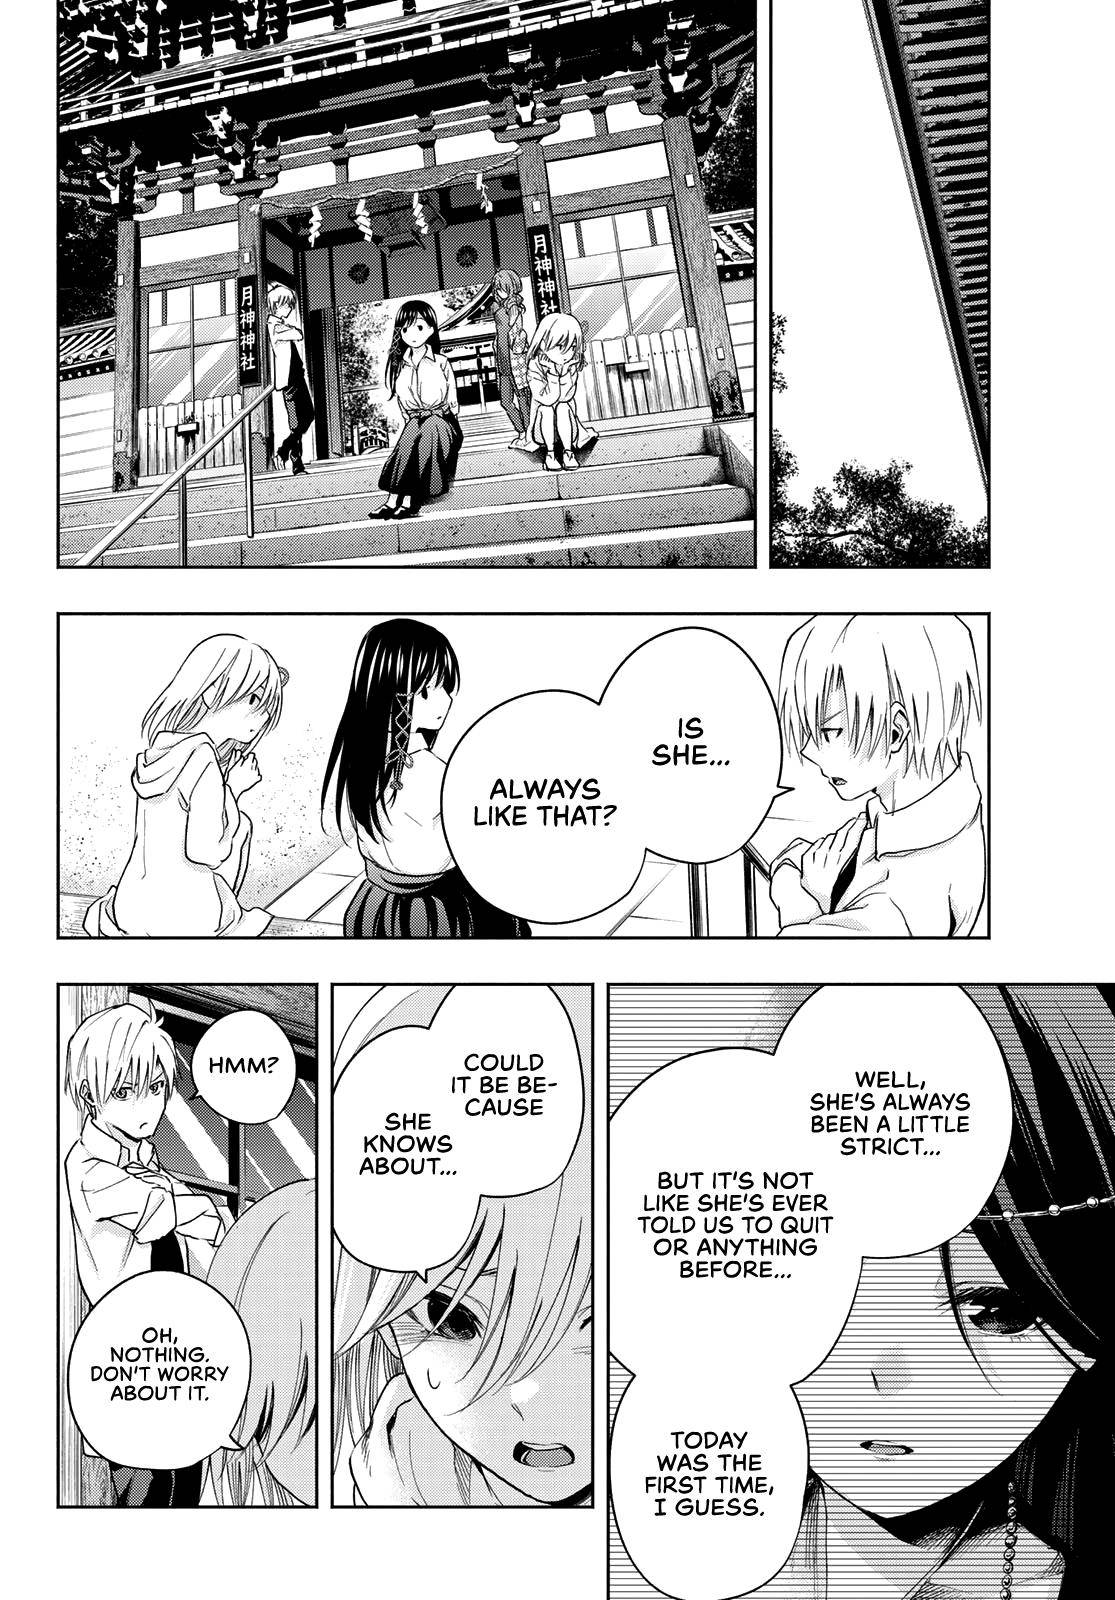 月神神社
月神神社
IS
SHE...
ALWAYS
LIKE THAT?
WELL,
SHE'S ALWAYS
BEEN A LITTLE
STRICT...
BUT IT'S NOT
LIKE SHE'S EVER
TOLD US TO QUIT
OR ANYTHING
BEFORE...
TODAY
WAS THE
FIRST TIME,
I GUESS.
COULD
IT BE BE-
CAUSE
SHE
KNOWS
ABOUT...
HMM?
OH,
NOTHING.
DON'T WORRY
ABOUT IT.